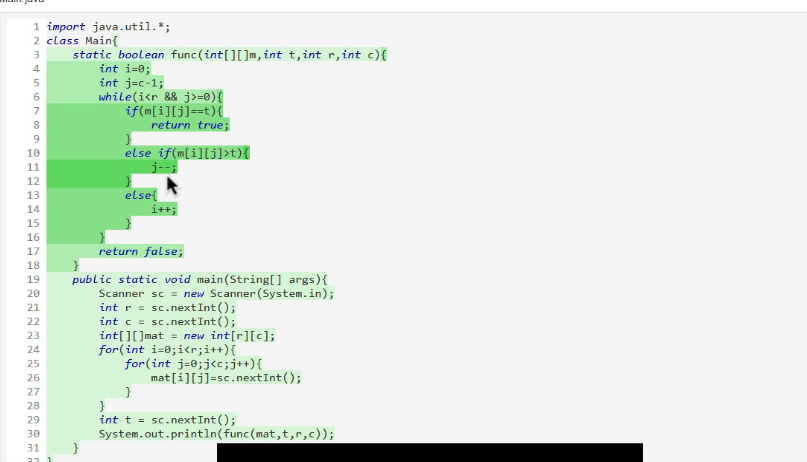 Main.java
1 import java.util.*;
2 class Main{
3 static boolean func(int[][]m,int t,int r,int c){
4 int i=0;
5 int j=c-1;
6 while(i<r && j>=0){
7 if(m[i][j]==t){
8 return true;
9 }
10 else if(m[i][j]>t){
11 j--;
12 }
13 else{
14 i++;
15 }
16 }
17 return false;
18 }
19 public static void main(String[] args){
20 Scanner sc = new Scanner(System.in);
21 int r = sc.nextInt();
22 int c = sc.nextInt();
23 int[][]mat = new int[r][c];
24 for(int i=0;i<r;i++){
25 for(int j=0;j<c;j++){
26 mat[i][j]=sc.nextInt();
27 }
28 }
29 int t = sc.nextInt();
30 System.out.println(func(mat,t,r,c));
31 }
32 }